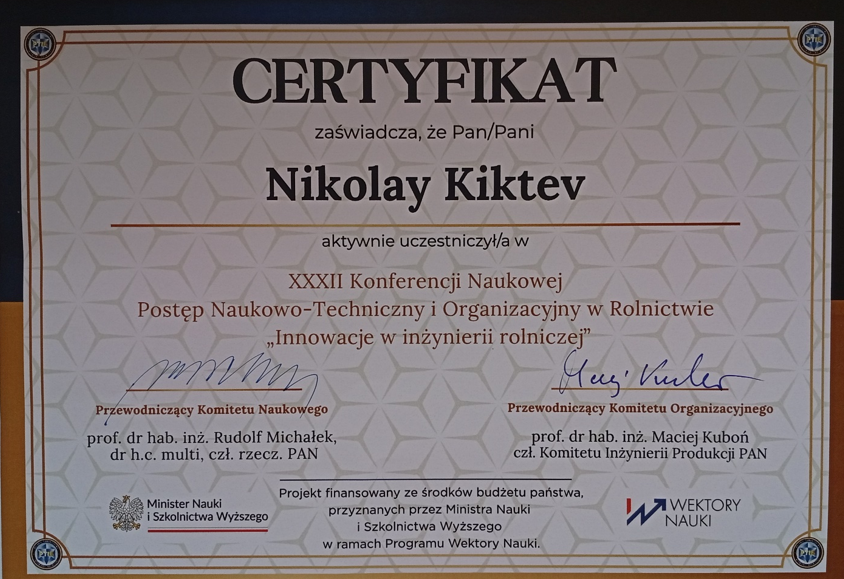 CERTYFIKAT
zaświadcza, że Pan/Pani
Nikolay Kiktev
aktywnie uczestniczył/a w
XXXII Konferencji Naukowej
Postęp Naukowo-Techniczny i Organizacyjny w Rolnictwie
„Innowacje w inżynierii rolniczej”
Przewodniczący Komitetu Naukowego
prof. dr hab. inż. Rudolf Michałek,
dr h.c. multi, czł. rzecz. PAN
Przewodniczący Komitetu Organizacyjnego
prof. dr hab. inż. Maciej Kuboń
czł. Komitetu Inżynierii Produkcji PAN
Minister Nauki
i Szkolnictwa Wyższego
Projekt finansowany ze środków budżetu państwa,
przyznanych przez Ministra Nauki
i Szkolnictwa Wyższego
w ramach Programu Wektory Nauki.
WEKTORY
NAUKI